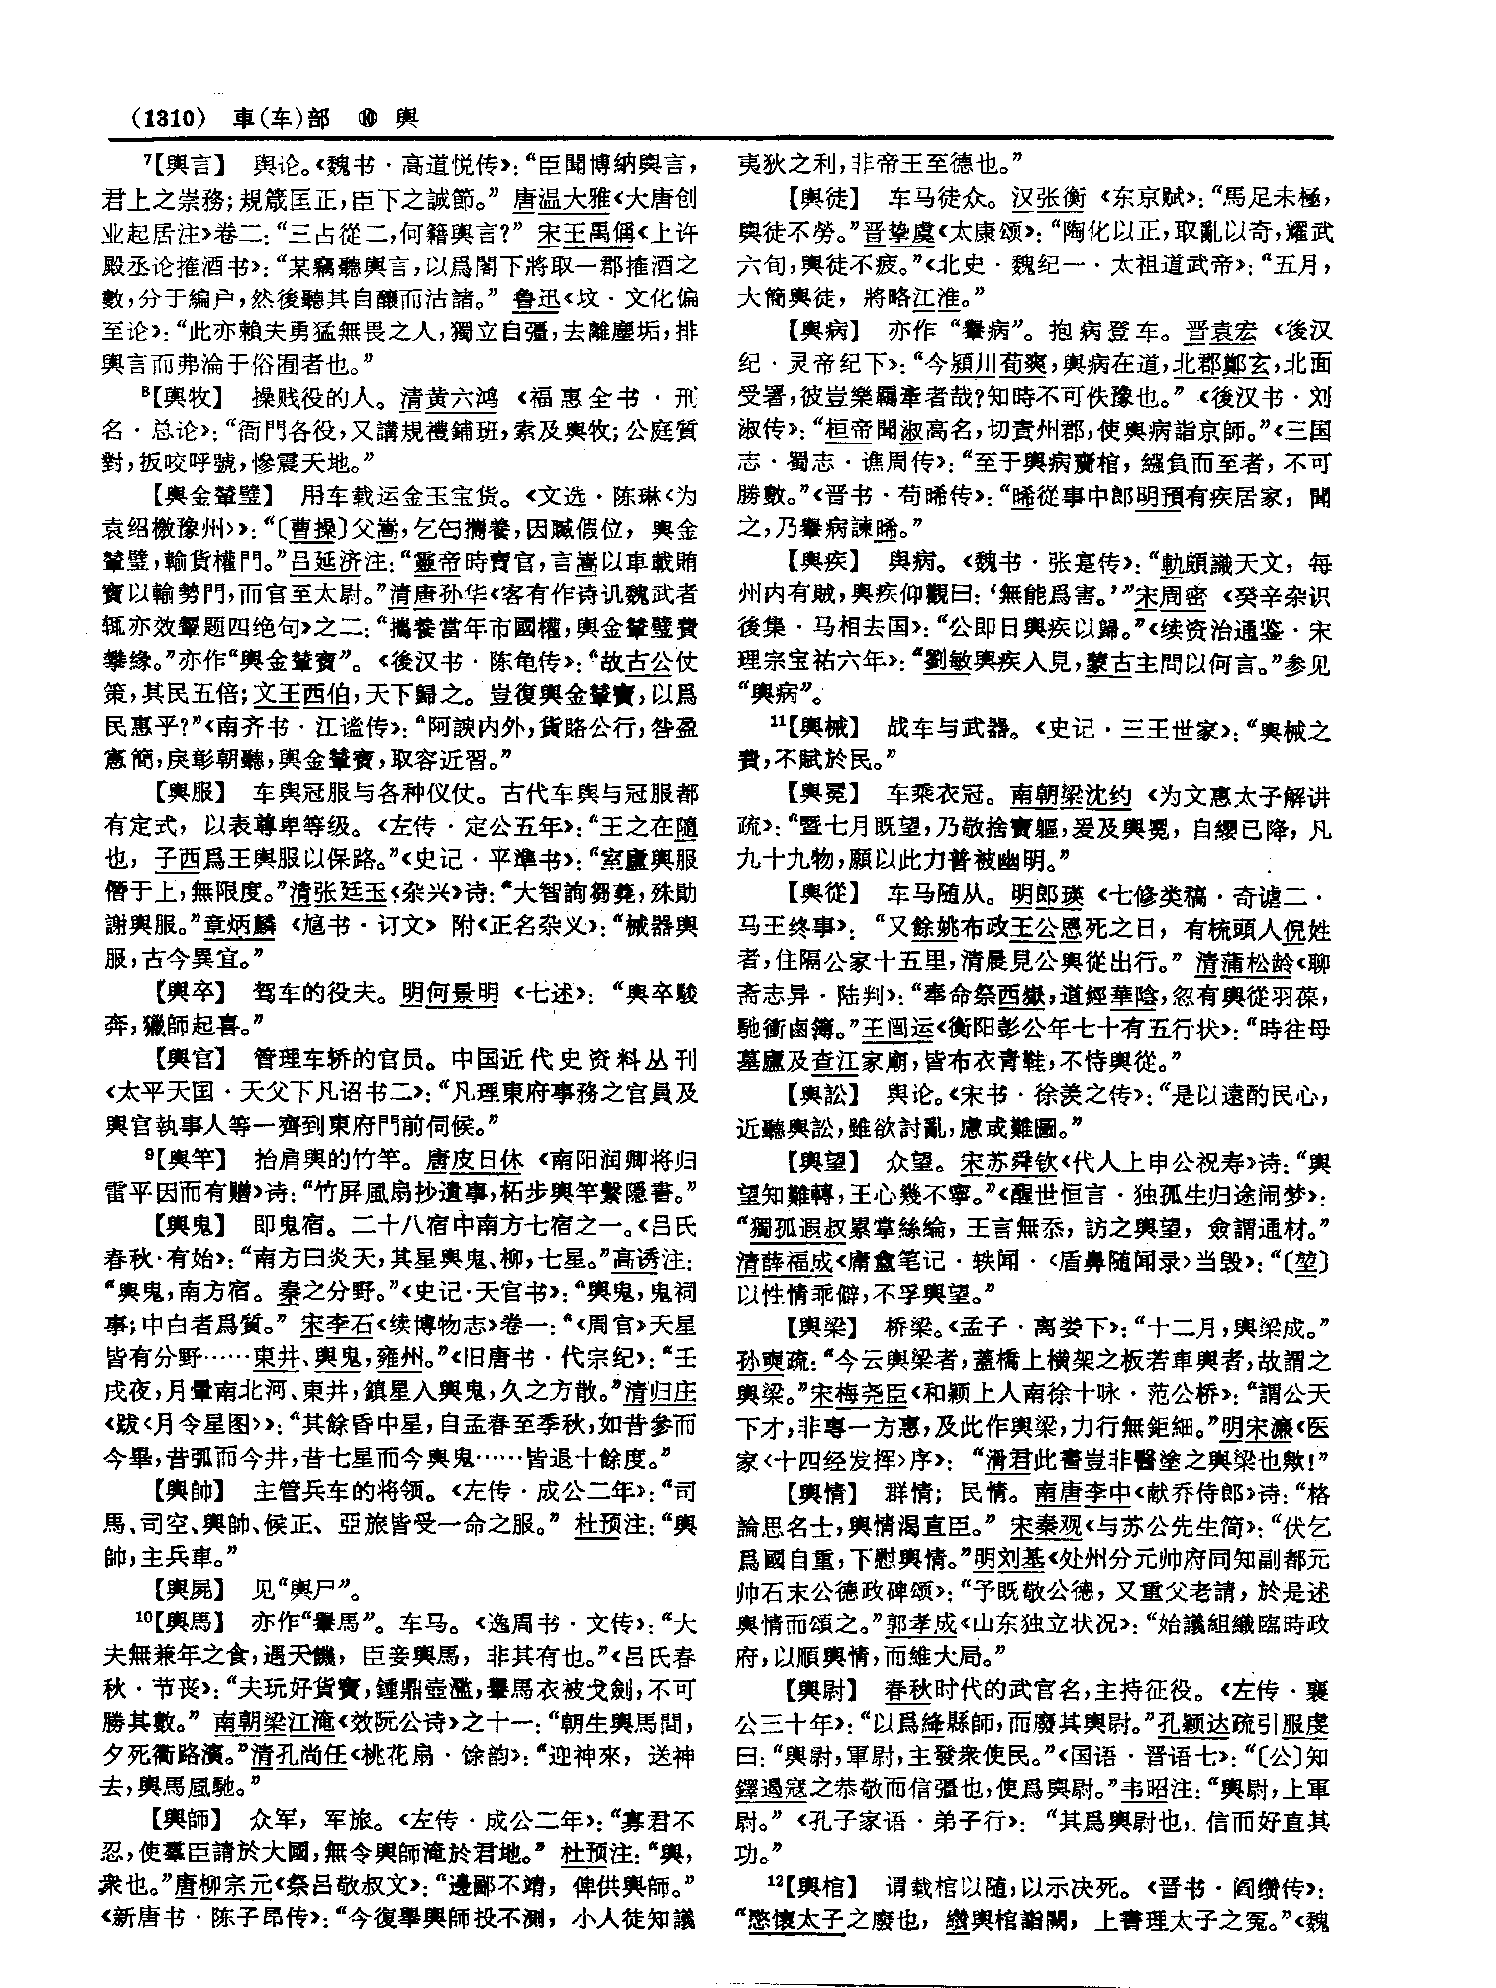 (1310) 車(车)部 ⑩ 輿
⁷【輿言】 舆论。《魏书·高道悦传》：“臣聞博納輿言，
君上之崇務；規箴匡正，臣下之誠節。” 唐温大雅《大唐创
业起居注》卷二：“三占從二，何籍輿言？” 宋王禹偁《上许
殿丞论榷酒书》：“某竊聽輿言，以爲閣下將取一郡榷酒之
數，分于編户，然後聽其自釀而沽諸。” 鲁迅《坟·文化偏
至论》：“此亦賴夫勇猛無畏之人，獨立自彊，去離塵垢，排
輿言而弗淪于俗囿者也。”
⁸【輿牧】 操贱役的人。清黄六鸿《福惠全书·刑
名·总论》：“衙門各役，又講規禮鋪班，索及輿牧；公庭質
對，扳咬呼號，慘震天地。”
【輿金輦璧】 用车载运金玉宝货。《文选·陈琳〈为
袁绍檄豫州〉》：“〔曹操〕父嵩，乞匄攜養，因贓假位，輿金
輦璧，輸貨權門。”吕延济注：“靈帝時賣官，言嵩以車載賄
寶以輸勢門，而官至太尉。”清唐孙华《客有作诗讥魏武者
辄亦效颦题四绝句》之二：“攜養當年市國權，輿金輦璧費
攀緣。”亦作“輿金輦寶”。《後汉书·陈龟传》：“故古公仗
策，其民五倍；文王西伯，天下歸之。豈復輿金輦寶，以爲
民惠乎？”《南齐书·江谧传》：“阿諛内外，貨賂公行，咎盈
憲簡，戾彰朝聽，輿金輦寶，取容近習。”
【輿服】 车舆冠服与各种仪仗。古代车舆与冠服都
有定式，以表尊卑等级。《左传·定公五年》：“王之在隨
也，子西爲王輿服以保路。”《史记·平準书》：“室廬輿服
僭于上，無限度。”清张廷玉《杂兴》诗：“大智詢芻蕘，殊勛
謝輿服。”章炳麟《訄书·订文》附《正名杂义》：“械器輿
服，古今異宜。”
【輿卒】 驾车的役夫。明何景明《七述》：“輿卒駿
奔，獵師起喜。”
【輿官】 管理车轿的官员。中国近代史资料丛刊
《太平天国·天父下凡诏书二》：“凡理東府事務之官員及
輿官執事人等一齊到東府門前伺候。”
⁹【輿竿】 抬肩舆的竹竿。唐皮日休《南阳润卿将归
雷平因而有赠》诗：“竹屏風扇抄遺事，柘步輿竿繫隱書。”
【輿鬼】 即鬼宿。二十八宿中南方七宿之一。《吕氏
春秋·有始》：“南方曰炎天，其星輿鬼、柳，七星。”高诱注：
“輿鬼，南方宿。秦之分野。”《史记·天官书》：“輿鬼，鬼祠
事；中白者爲質。” 宋李石《续博物志》卷一：“《周官》天星
皆有分野……東井、輿鬼，雍州。”《旧唐书·代宗纪》：“壬
戌夜，月暈南北河、東井，鎮星入輿鬼，久之方散。”清归庄
《跋〈月令星图〉》：“其餘昏中星，自孟春至季秋，如昔參而
今畢，昔弧而今井，昔七星而今輿鬼……皆退十餘度。”
【輿帥】 主管兵车的将领。《左传·成公二年》：“司
馬、司空、輿帥、候正、亞旅皆受一命之服。” 杜预注：“輿
帥，主兵車。”
【輿屍】 见“輿尸”。
¹⁰【輿馬】 亦作“轝馬”。车马。《逸周书·文传》：“大
夫無兼年之食，遇天饑，臣妾輿馬，非其有也。”《吕氏春
秋·节丧》：“夫玩好貨寶，鍾鼎壺濫，轝馬衣被戈劍，不可
勝其數。” 南朝梁江淹《效阮公诗》之十一：“朝生輿馬間，
夕死衢路濱。”清孔尚任《桃花扇·馀韵》：“迎神來，送神
去，輿馬風馳。”
【輿師】 众军，军旅。《左传·成公二年》：“寡君不
忍，使羣臣請於大國，無令輿師淹於君地。” 杜预注：“輿，
衆也。”唐柳宗元《祭吕敬叔文》：“邊鄙不靖，俾供輿師。”
《新唐书·陈子昂传》：“今復舉輿師投不測，小人徒知議
夷狄之利，非帝王至德也。”
【輿徒】 车马徒众。汉张衡《东京赋》：“馬足未極，
輿徒不勞。”晋挚虞《太康颂》：“陶化以正，取亂以奇，耀武
六旬，輿徒不疲。”《北史·魏纪一·太祖道武帝》：“五月，
大簡輿徒，將略江淮。”
【輿病】 亦作“轝病”。抱病登车。晋袁宏《後汉
纪·灵帝纪下》：“今潁川荀爽，輿病在道，北郡鄭玄，北面
受署，彼豈樂羈牽者哉？知時不可佚豫也。”《後汉书·刘
淑传》：“桓帝聞淑高名，切責州郡，使輿病詣京師。”《三国
志·蜀志·谯周传》：“至于輿病齎棺，繈負而至者，不可
勝數。”《晋书·苟晞传》：“晞從事中郎明預有疾居家，聞
之，乃轝病諫晞。”
【輿疾】 舆病。《魏书·张寔传》：“軌頗識天文，每
州内有賊，輿疾仰觀曰：‘無能爲害。’”宋周密《癸辛杂识
後集·马相去国》：“公即日輿疾以歸。”《续资治通鉴·宋
理宗宝祐六年》：“劉敏輿疾入見，蒙古主問以何言。”参见
“輿病”。
¹¹【輿械】 战车与武器。《史记·三王世家》：“輿械之
費，不賦於民。”
【輿冕】 车乘衣冠。南朝梁沈约《为文惠太子解讲
疏》：“暨七月既望，乃敬捨寶軀，爰及輿冕，自纓已降，凡
九十九物，願以此力普被幽明。”
【輿從】 车马随从。明郎瑛《七修类稿·奇谑二·
马王终事》：“又餘姚布政王公恩死之日，有梳頭人倪姓
者，住隔公家十五里，清晨見公輿從出行。” 清蒲松龄《聊
斋志异·陆判》：“奉命祭西嶽，道經華陰，忽有輿從羽葆，
馳衝鹵簿。”王闿运《衡阳彭公年七十有五行状》：“時往母
墓廬及查江家廟，皆布衣青鞋，不恃輿從。”
【輿訟】 舆论。《宋书·徐羡之传》：“是以遠酌民心，
近聽輿訟，雖欲討亂，慮或難圖。”
【輿望】 众望。宋苏舜钦《代人上申公祝寿》诗：“輿
望知難轉，王心幾不寧。”《醒世恒言·独孤生归途闹梦》：
“獨孤遐叔累掌絲綸，王言無忝，訪之輿望，僉謂通材。”
清薛福成《庸盦笔记·轶闻·〈盾鼻随闻录〉当毁》：“〔堃〕
以性情乖僻，不孚輿望。”
【輿梁】 桥梁。《孟子·离娄下》：“十二月，輿梁成。”
孙奭疏：“今云輿梁者，蓋橋上横架之板若車輿者，故謂之
輿梁。”宋梅尧臣《和颖上人南徐十咏·范公桥》：“謂公天
下才，非專一方惠，及此作輿梁，力行無鉅細。”明宋濂《医
家〈十四经发挥〉序》：“滑君此書豈非醫塗之輿梁也歟！”
【輿情】 群情；民情。南唐李中《献乔侍郎》诗：“格
論思名士，輿情渴直臣。” 宋秦观《与苏公先生简》：“伏乞
爲國自重，下慰輿情。”明刘基《处州分元帅府同知副都元
帅石末公德政碑颂》：“予既敬公德，又重父老請，於是述
輿情而頌之。”郭孝成《山东独立状况》：“始議組織臨時政
府，以順輿情，而維大局。”
【輿尉】 春秋时代的武官名，主持征役。《左传·襄
公三十年》：“以爲絳縣師，而廢其輿尉。”孔颖达疏引服虔
曰：“輿尉，軍尉，主發衆使民。”《国语·晋语七》：“〔公〕知
鐸遏寇之恭敬而信彊也，使爲輿尉。”韦昭注：“輿尉，上軍
尉。”《孔子家语·弟子行》：“其爲輿尉也，信而好直其
功。”
¹²【輿棺】 谓载棺以随，以示决死。《晋书·阎缵传》：
“愍懷太子之廢也，纘輿棺詣闕，上書理太子之冤。”《魏